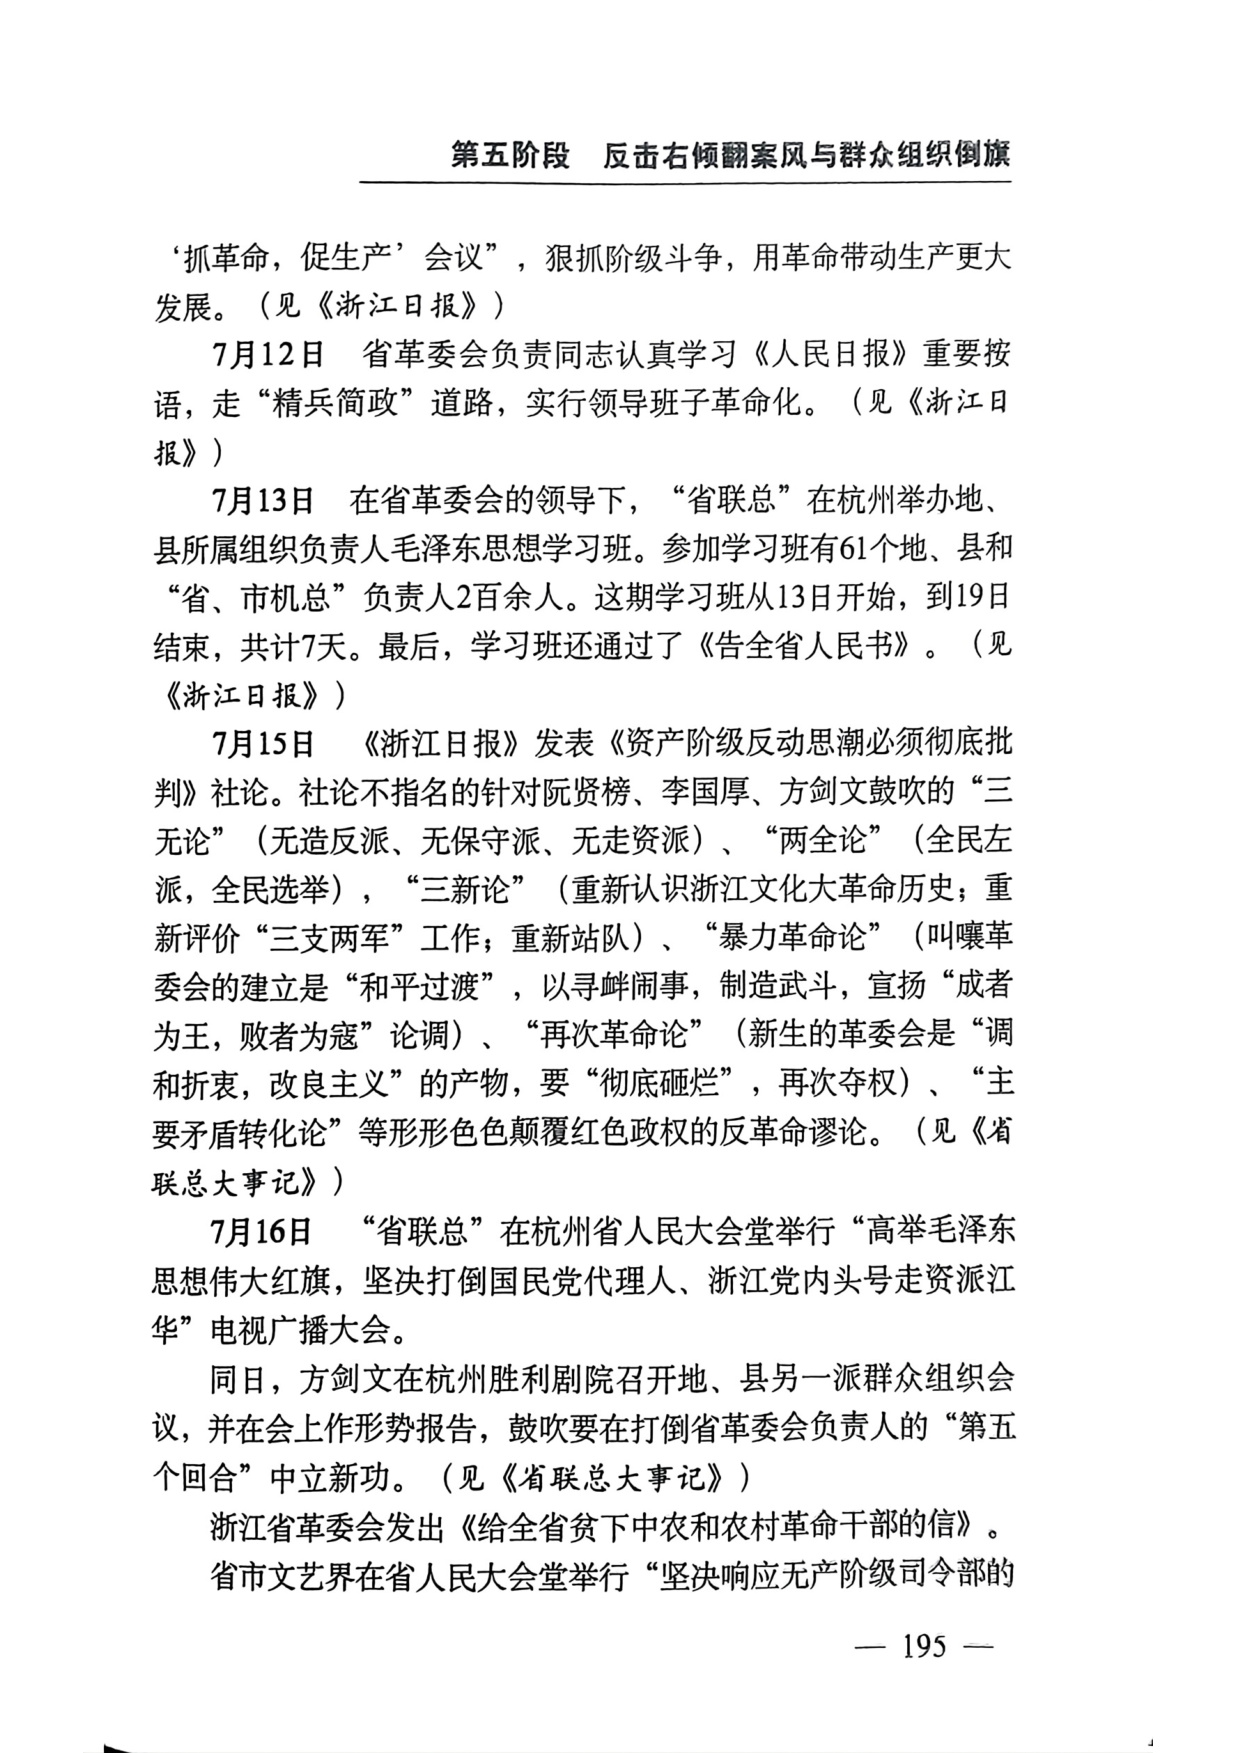 第五阶段　反击右倾翻案风与群众组织倒旗
‘抓革命，促生产’会议”，狠抓阶级斗争，用革命带动生产更大
发展。（见《浙江日报》）
7月12日　省革委会负责同志认真学习《人民日报》重要按
语，走“精兵简政”道路，实行领导班子革命化。（见《浙江日
报》）
7月13日　在省革委会的领导下，“省联总”在杭州举办地、
县所属组织负责人毛泽东思想学习班。参加学习班有61个地、县和
“省、市机总”负责人2百余人。这期学习班从13日开始，到19日
结束，共计7天。最后，学习班还通过了《告全省人民书》。（见
《浙江日报》）
7月15日　《浙江日报》发表《资产阶级反动思潮必须彻底批
判》社论。社论不指名的针对阮贤榜、李国厚、方剑文鼓吹的“三
无论”（无造反派、无保守派、无走资派）、“两全论”（全民左
派，全民选举），“三新论”（重新认识浙江文化大革命历史；重
新评价“三支两军”工作；重新站队）、“暴力革命论”（叫嚷革
委会的建立是“和平过渡”，以寻衅闹事，制造武斗，宣扬“成者
为王，败者为寇”论调）、“再次革命论”（新生的革委会是“调
和折衷，改良主义”的产物，要“彻底砸烂”，再次夺权）、“主
要矛盾转化论”等形形色色颠覆红色政权的反革命谬论。（见《省
联总大事记》）
7月16日　“省联总”在杭州省人民大会堂举行“高举毛泽东
思想伟大红旗，坚决打倒国民党代理人、浙江党内头号走资派江
华”电视广播大会。
同日，方剑文在杭州胜利剧院召开地、县另一派群众组织会
议，并在会上作形势报告，鼓吹要在打倒省革委会负责人的“第五
个回合”中立新功。（见《省联总大事记》）
浙江省革委会发出《给全省贫下中农和农村革命干部的信》。
省市文艺界在省人民大会堂举行“坚决响应无产阶级司令部的
— 195 —